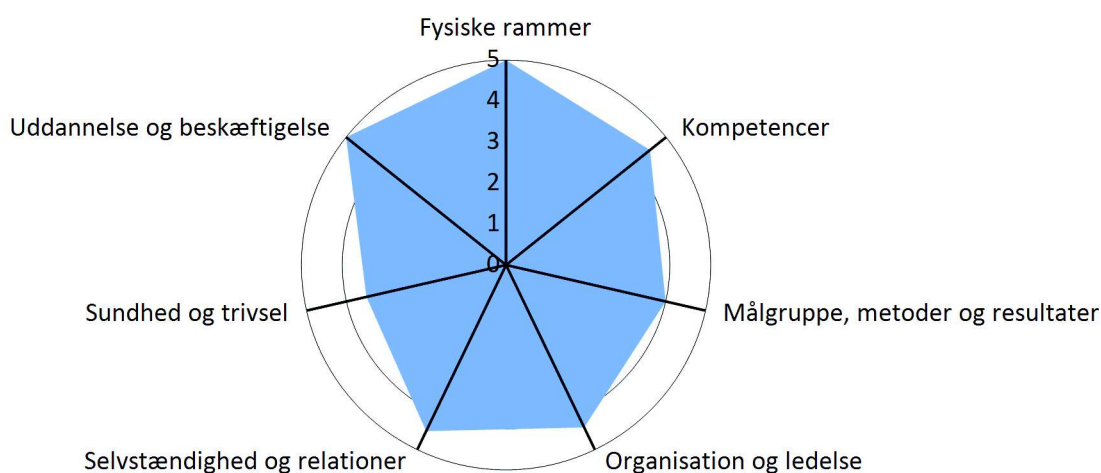 Fysiske rammer
5
4
3
2
1
0
Uddannelse og beskæftigelse
Kompetencer
Sundhed og trivsel
Målgruppe, metoder og resultater
Selvstændighed og relationer
Organisation og ledelse